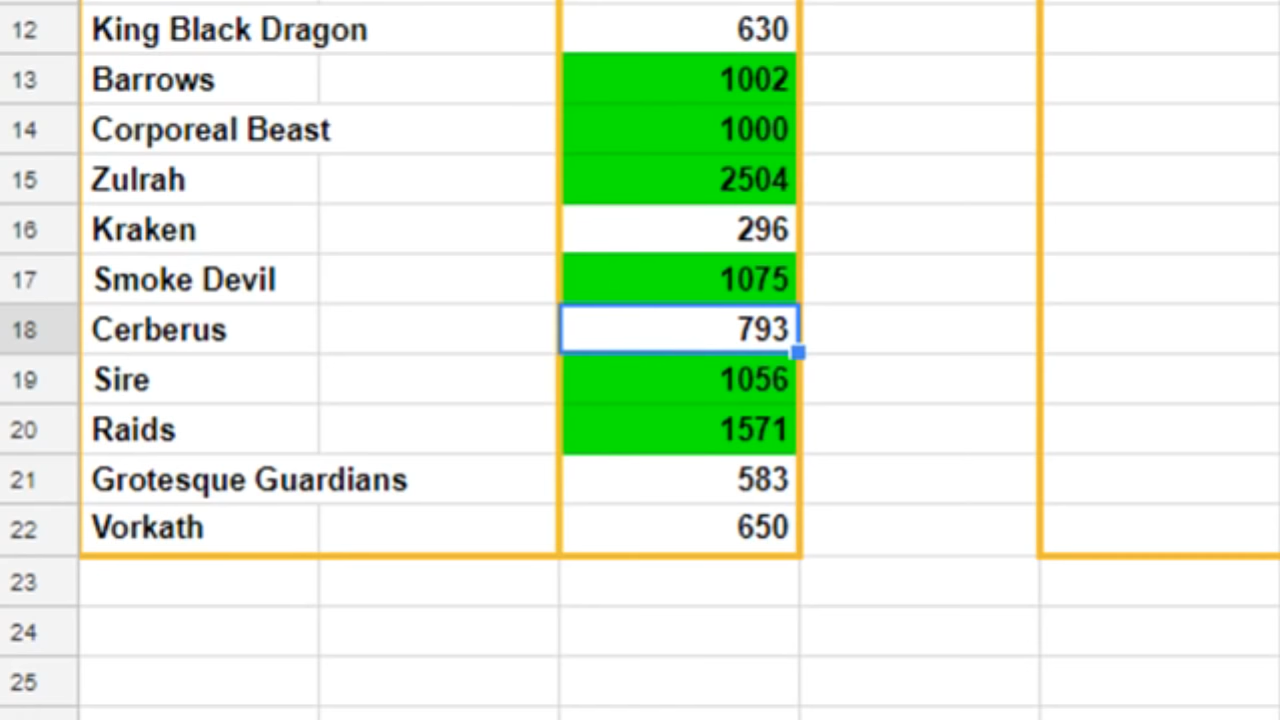 12 King Black Dragon 630
13 Barrows 1002
14 Corporeal Beast 1000
15 Zulrah 2504
16 Kraken 296
17 Smoke Devil 1075
18 Cerberus 793
19 Sire 1056
20 Raids 1571
21 Grotesque Guardians 583
22 Vorkath 650
23
24
25